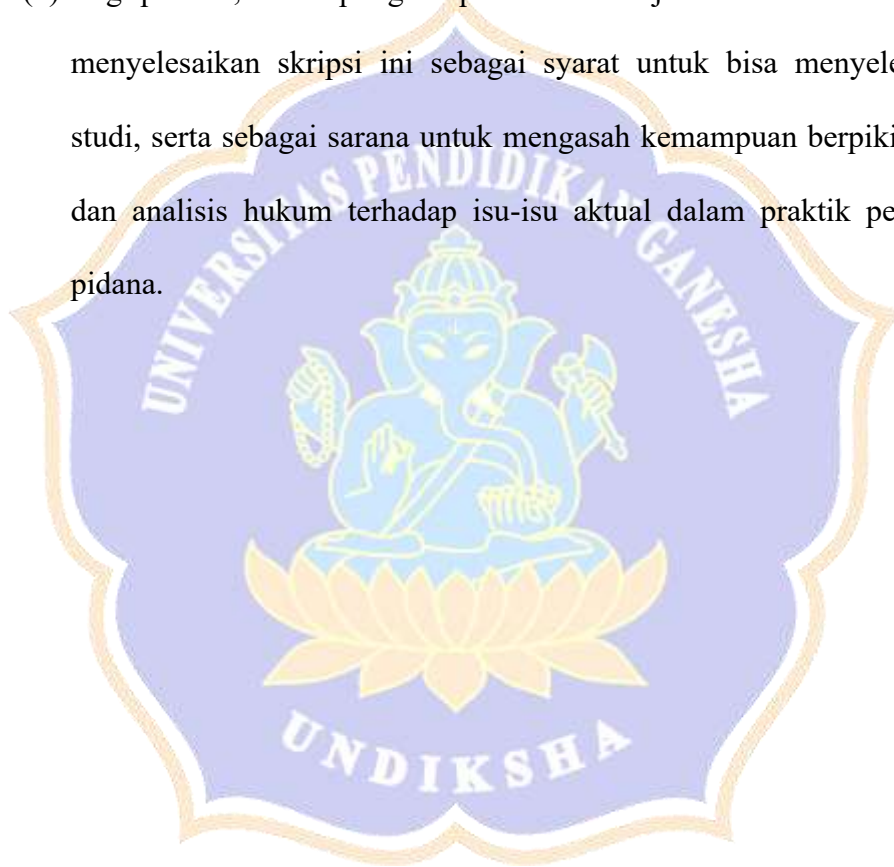 menyelesaikan skripsi ini sebagai syarat untuk bisa
studi, serta sebagai sarana untuk mengasah kemampuan
dan analisis hukum terhadap isu-isu aktual dalam praktik
pidana.
UNIVERSITAS PENDIDIKAN GANESHA
UNDIKSHA